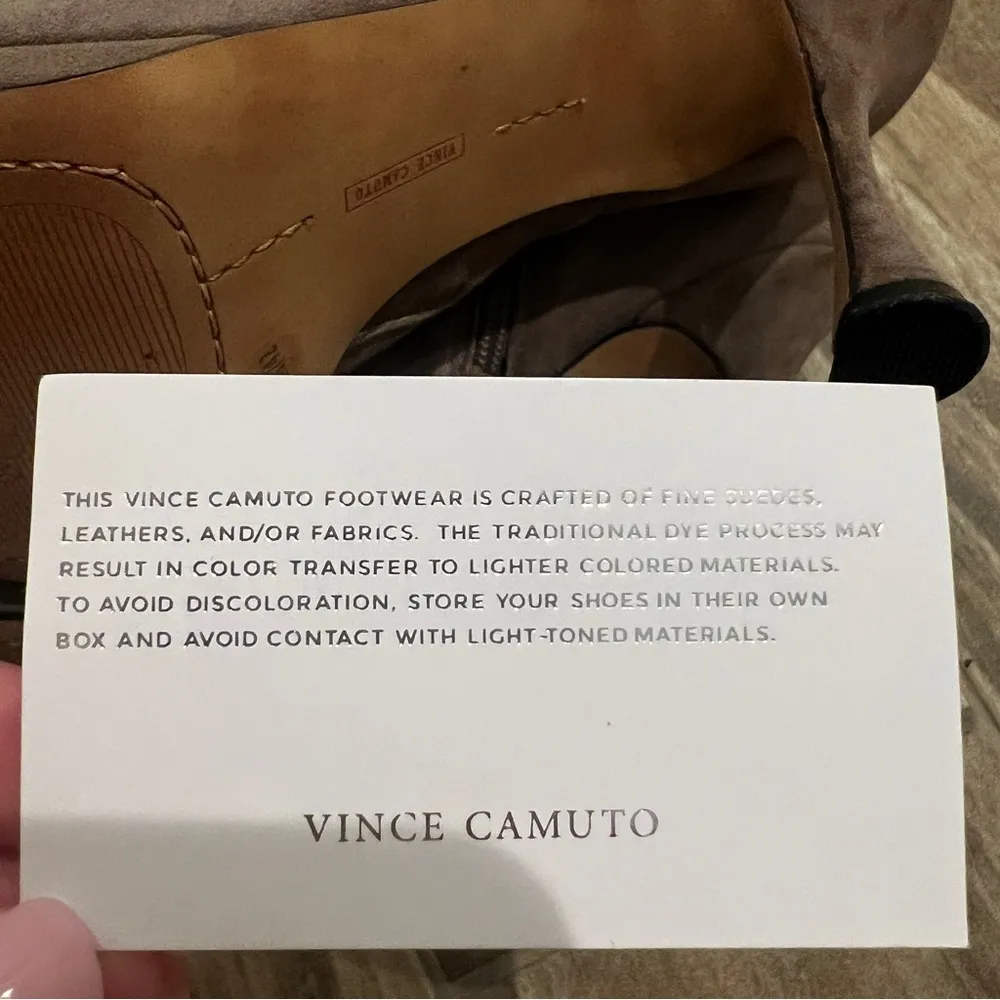 VINCE CAMUTO
THIS VINCE CAMUTO FOOTWEAR IS CRAFTED OF FINE SUEDES,
LEATHERS, AND/OR FABRICS. THE TRADITIONAL DYE PROCESS MAY
RESULT IN COLOR TRANSFER TO LIGHTER COLORED MATERIALS.
TO AVOID DISCOLORATION, STORE YOUR SHOES IN THEIR OWN
BOX AND AVOID CONTACT WITH LIGHT-TONED MATERIALS.
VINCE CAMUTO